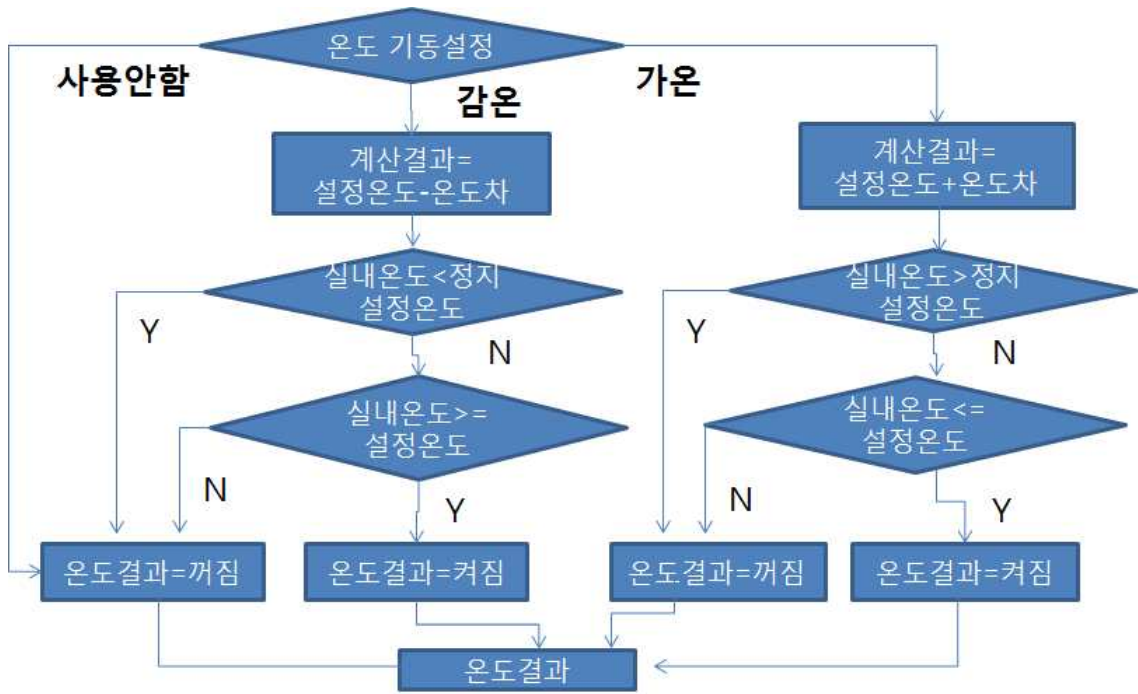 온도 기동설정
사용안함
감온
가온
계산결과=
설정온도-온도차
계산결과=
설정온도+온도차
실내온도<정지
설정온도
실내온도>정지
설정온도
Y
N
Y
N
실내온도>=
설정온도
실내온도<=
설정온도
N
Y
N
Y
온도결과=꺼짐
온도결과=켜짐
온도결과=꺼짐
온도결과=켜짐
온도결과